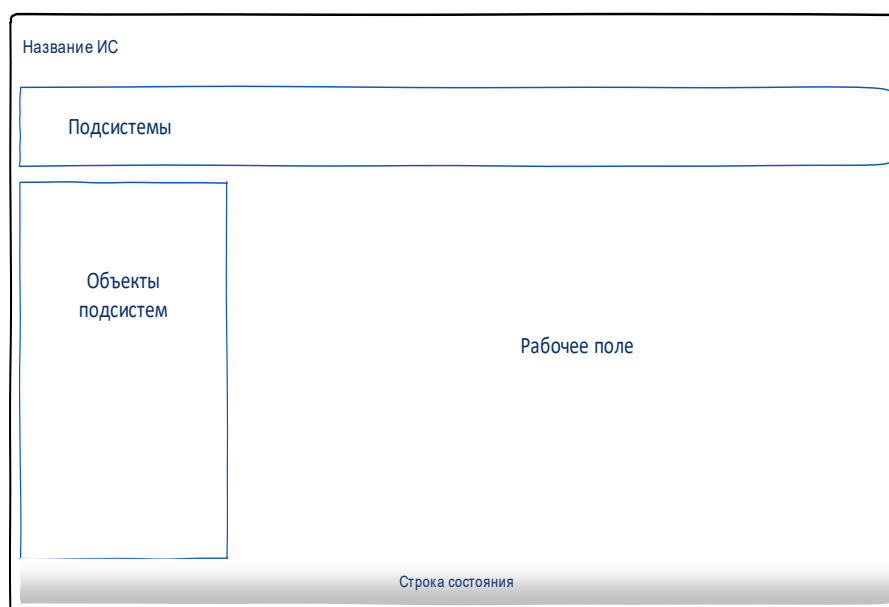 Название ИС
Подсистемы
Объекты
подсистем
Рабочее поле
Строка состояния